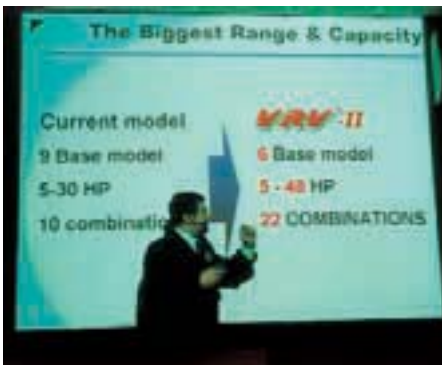 The Biggest Range & Capacity
Current model
9 Base model
5-30 HP
10 combinatio
VRV-II
6 Base model
5 - 48 HP
22 COMBINATIONS